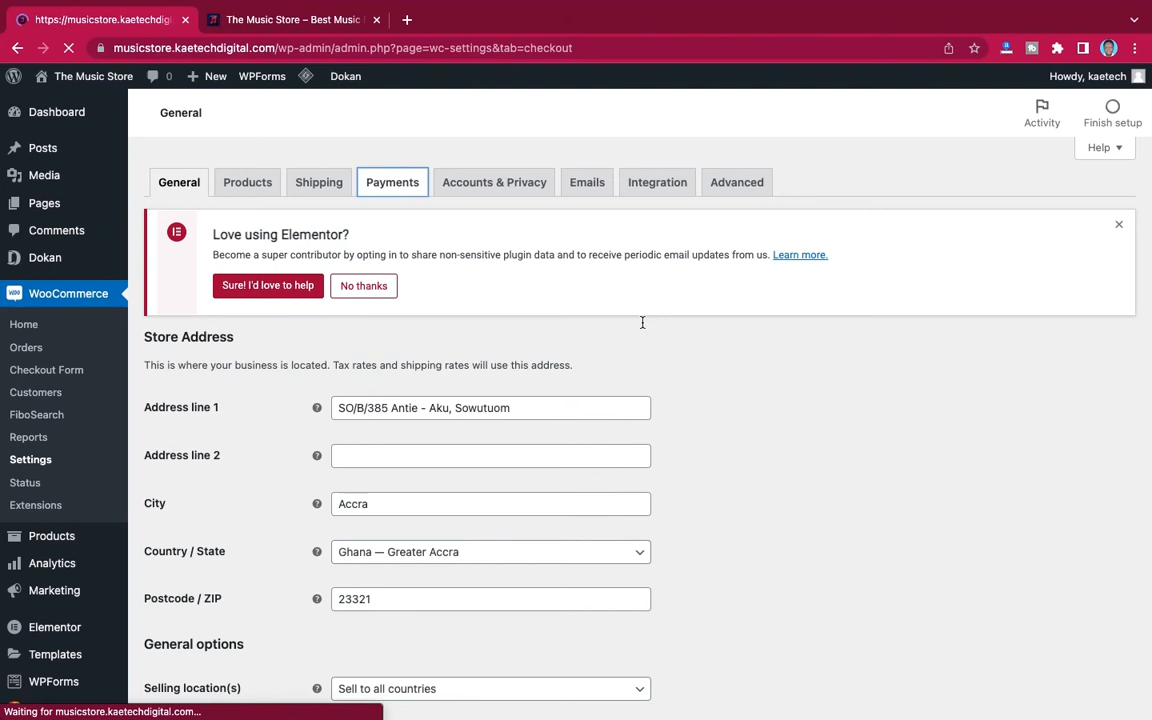 https://musicstore.kaetechdigi
The Music Store – Best Music
musicstore.kaetechdigital.com/wp-admin/admin.php?page=wc-settings&tab=checkout
The Music Store
0
New
WPForms
Dokan
Howdy, kaetech
Dashboard
Posts
Media
Pages
Comments
Dokan
WooCommerce
Home
Orders
Checkout Form
Customers
FiboSearch
Reports
Settings
Status
Extensions
Products
Analytics
Marketing
Elementor
Templates
WPForms
General
Activity
Finish setup
Help
General
Products
Shipping
Payments
Accounts & Privacy
Emails
Integration
Advanced
Love using Elementor?
Become a super contributor by opting in to share non-sensitive plugin data and to receive periodic email updates from us. Learn more.
Sure! I'd love to help
No thanks
Store Address
This is where your business is located. Tax rates and shipping rates will use this address.
Address line 1
SO/B/385 Antie - Aku, Sowutuom
Address line 2
City
Accra
Country / State
Ghana — Greater Accra
Postcode / ZIP
23321
General options
Selling location(s)
Sell to all countries
Waiting for musicstore.kaetechdigital.com...